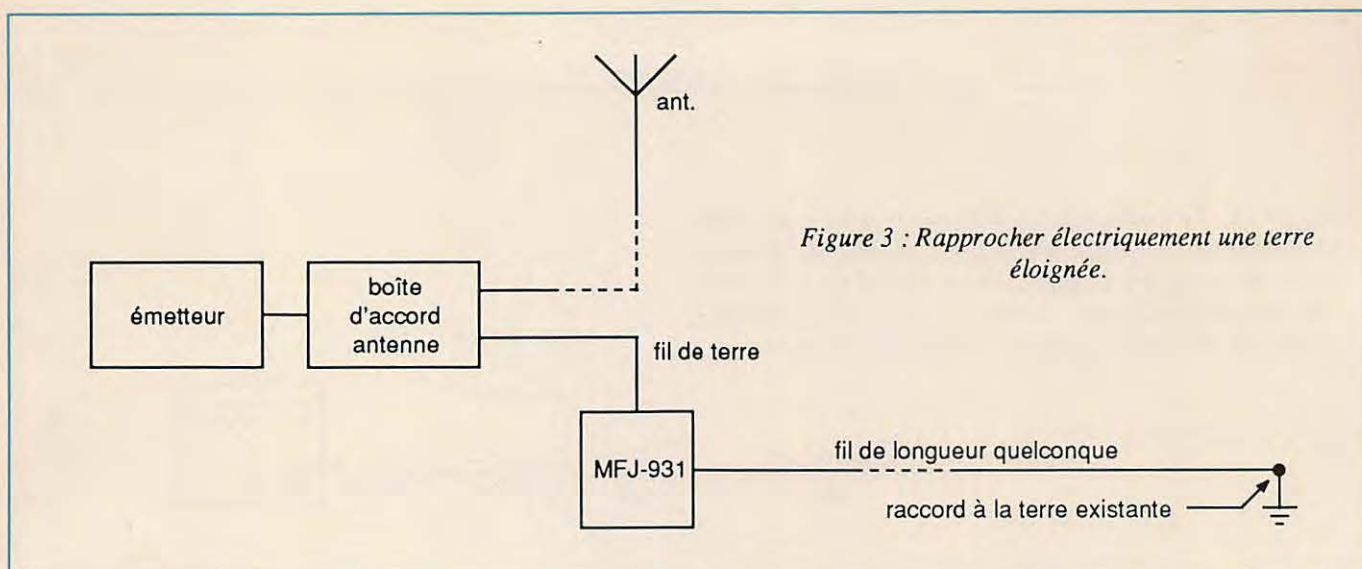 ant.
Figure 3 : Rapprocher électriquement une terre
éloignée.
émetteur
boîte
d'accord
antenne
fil de terre
MFJ-931
fil de longueur quelconque
raccord à la terre existante